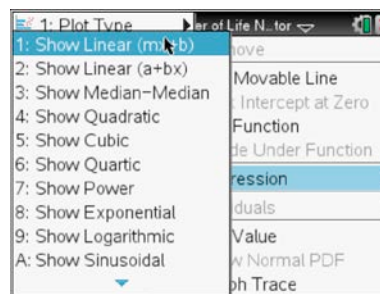 1: Plot Type
er of Life N...tor
1: Show Linear (mx+b)
2: Show Linear (a+bx)
3: Show Median-Median
4: Show Quadratic
5: Show Cubic
6: Show Quartic
7: Show Power
8: Show Exponential
9: Show Logarithmic
A: Show Sinusoidal
ove
Movable Line
Intercept at Zero
Function
de Under Function
ression
duals
Value
w Normal PDF
ph Trace